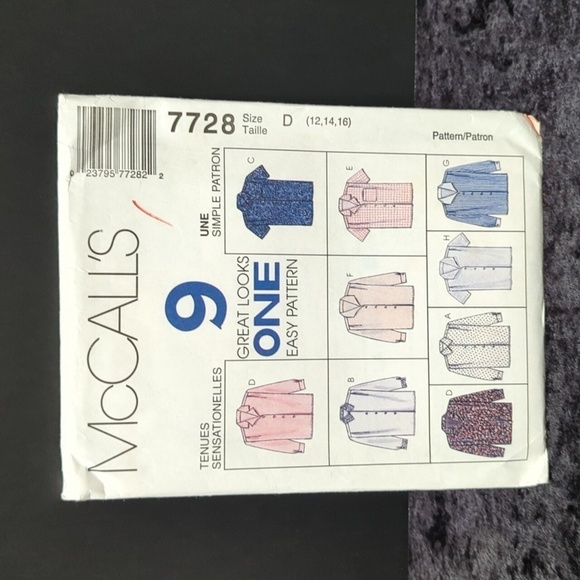 7728 Size Taille D (12,14,16)
Pattern/Patron
0 23795 77282 2
McCALL'S
9
GREAT LOOKS
ONE
EASY PATTERN
UNE
SIMPLE PATRON
TENUES
SENSATIONELLES
C
E
G
H
F
A
D
B
D